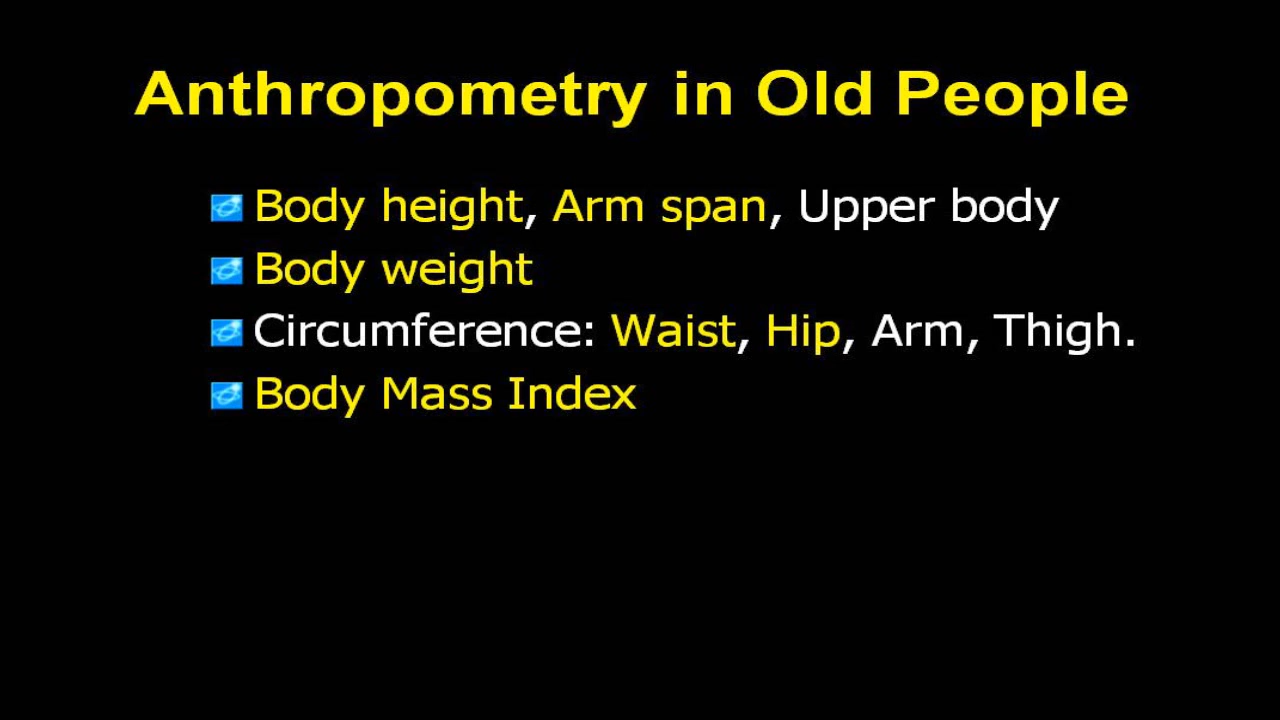 Anthropometry in Old People
Body height, Arm span, Upper body
Body weight
Circumference: Waist, Hip, Arm, Thigh.
Body Mass Index